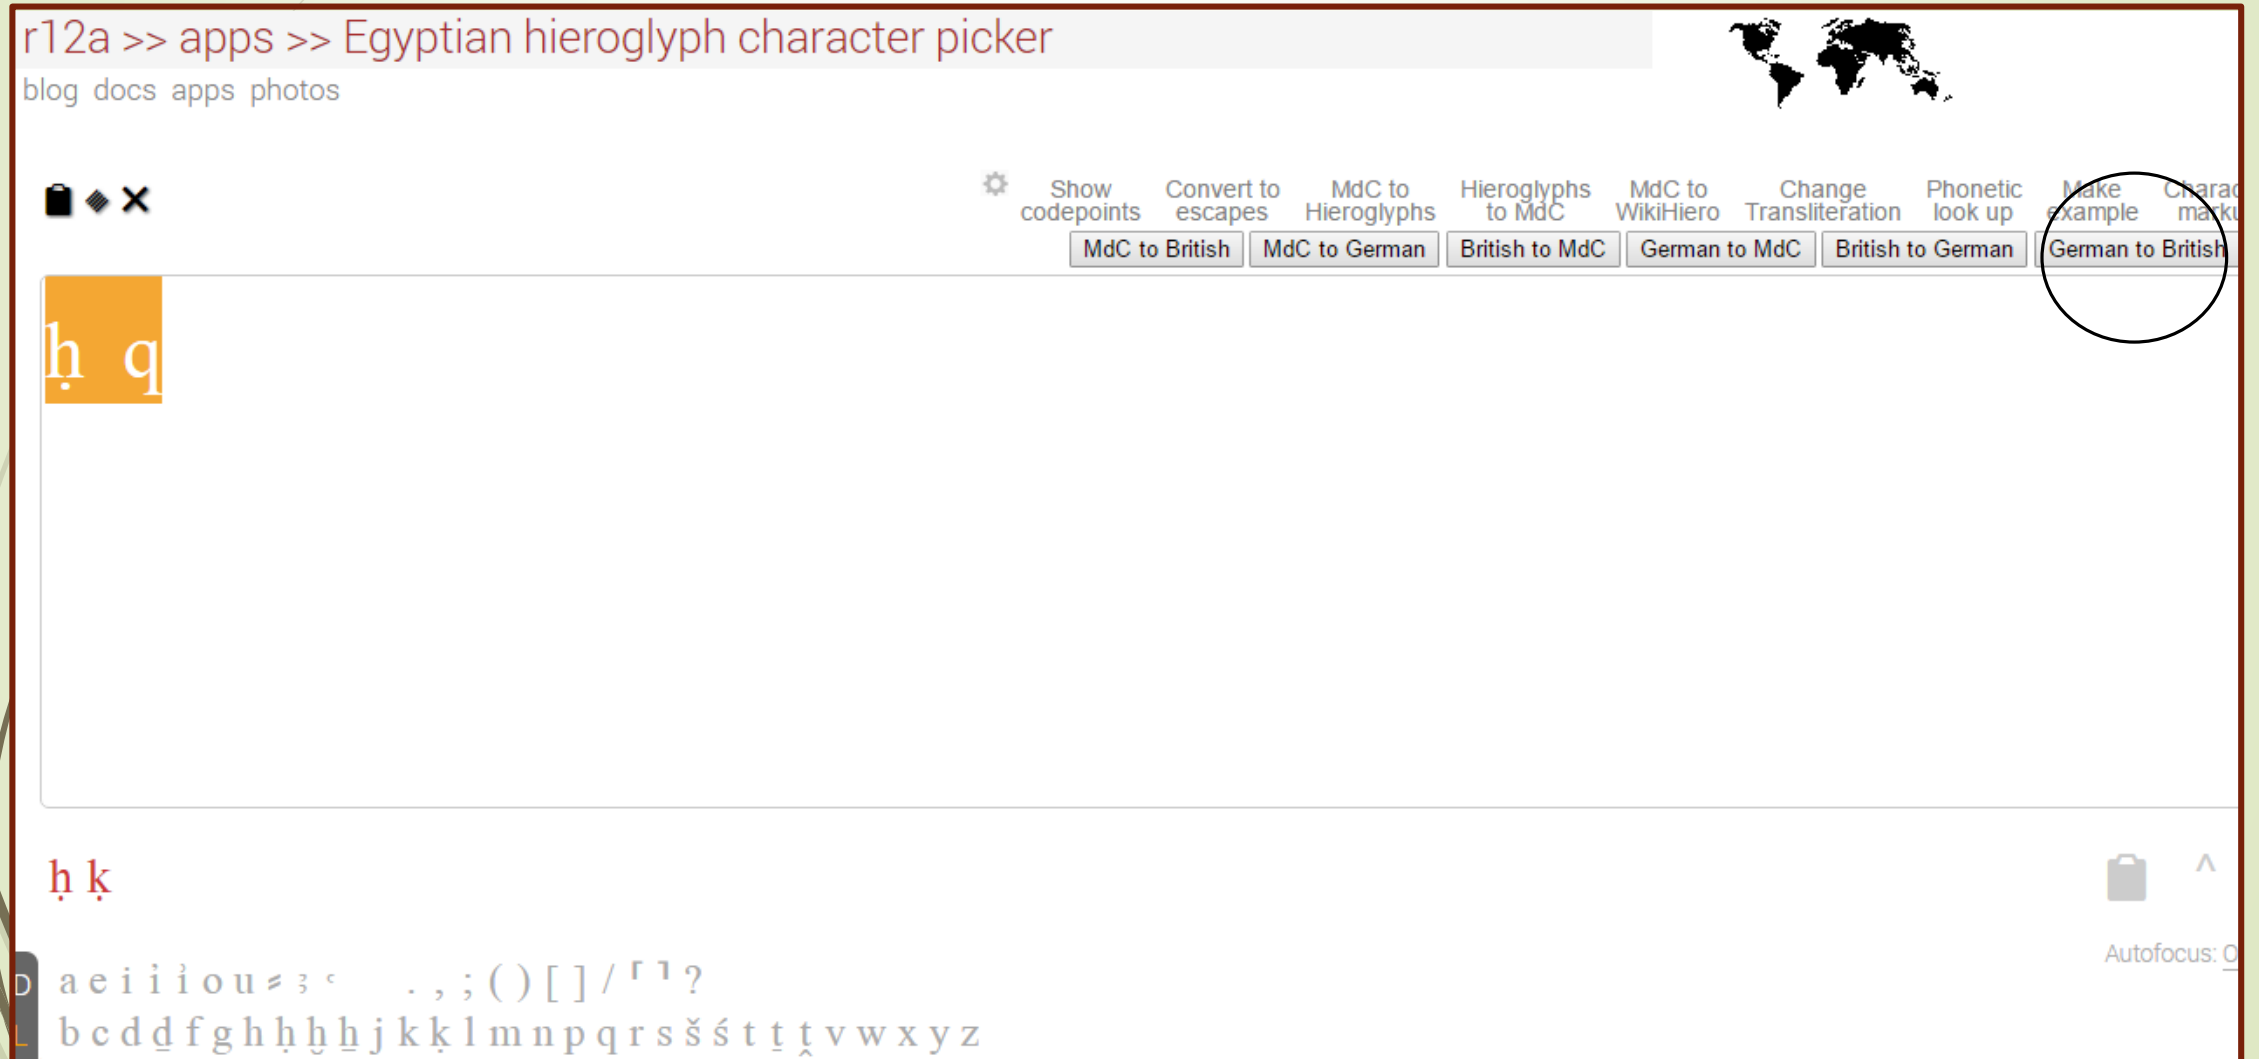 r12a >> apps >> Egyptian hieroglyph character picker
blog docs apps photos
Show codepoints
Convert to escapes
MdC to Hieroglyphs
Hieroglyphs to MdC
MdC to WikiHiero
Change Transliteration
Phonetic look up
Make example
MdC to British
MdC to German
British to MdC
German to MdC
British to German
German to British
ḥ q
ḥ ḳ
Autofocus:
D
a e i i̓ ỉ o u ⸗ ꜣ ꜥ . , ; ( ) [ ] / ⸢ ⸣ ?
L
b c d ḏ f g h ḥ ḫ ẖ j k ḳ l m n p q r s š ś t ṯ ṱ v w x y z